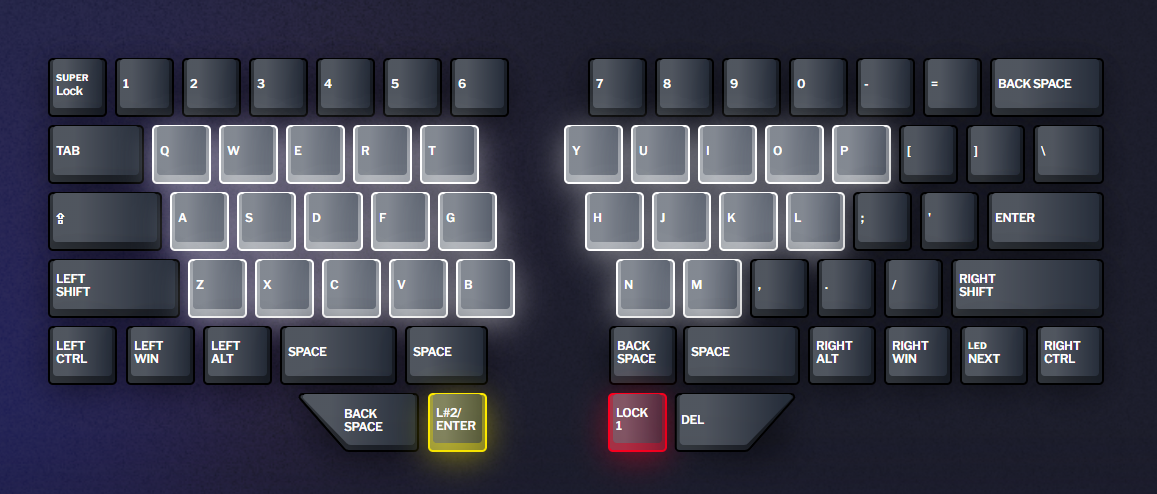 SUPER
Lock
1
2
3
4
5
6
7
8
9
0
-
=
BACK SPACE
TAB
Q
W
E
R
T
Y
U
I
O
P
[
]
\
⇪
A
S
D
F
G
H
J
K
L
;
'
ENTER
LEFT
SHIFT
Z
X
C
V
B
N
M
,
.
/
RIGHT
SHIFT
LEFT
CTRL
LEFT
WIN
LEFT
ALT
SPACE
SPACE
BACK
SPACE
SPACE
RIGHT
ALT
RIGHT
WIN
LED
NEXT
RIGHT
CTRL
BACK
SPACE
L#2/
ENTER
LOCK
1
DEL